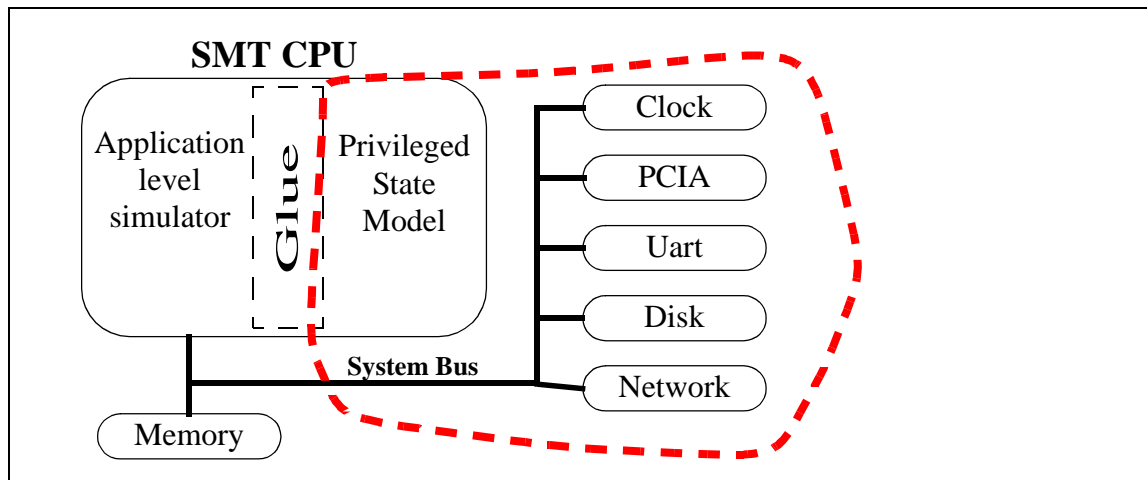 SMT CPU
Application
level
simulator
Glue
Privileged
State
Model
Clock
PCIA
Uart
Disk
Network
System Bus
Memory